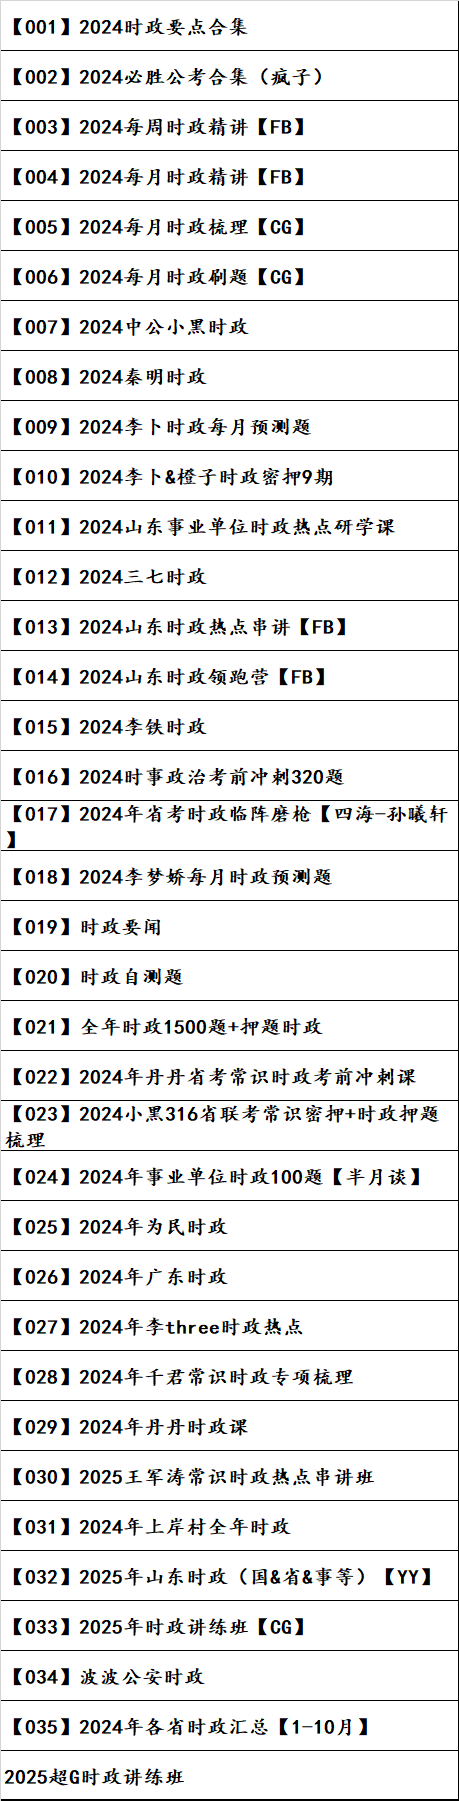 【001】2024时政要点合集
【002】2024必胜公考合集（疯子）
【003】2024每周时政精讲【FB】
【004】2024每月时政精讲【FB】
【005】2024每月时政梳理【CG】
【006】2024每月时政刷题【CG】
【007】2024中公小黑时政
【008】2024秦明时政
【009】2024李卜时政每月预测题
【010】2024李卜&橙子时政密押9期
【011】2024山东事业单位时政热点研学课
【012】2024三七时政
【013】2024山东时政热点串讲【FB】
【014】2024山东时政领跑营【FB】
【015】2024李铁时政
【016】2024时事政治考前冲刺320题
【017】2024年省考时政临阵磨枪【四海-孙曦轩
】
【018】2024李梦娇每月时政预测题
【019】时政要闻
【020】时政自测题
【021】全年时政1500题+押题时政
【022】2024年丹丹省考常识时政考前冲刺课
【023】2024小黑316省联考常识密押+时政押题
梳理
【024】2024年事业单位时政100题【半月谈】
【025】2024年为民时政
【026】2024年广东时政
【027】2024年李three时政热点
【028】2024年千君常识时政专项梳理
【029】2024年丹丹时政课
【030】2025王军涛常识时政热点串讲班
【031】2024年上岸村全年时政
【032】2025年山东时政（国&省&事等）【YY】
【033】2025年时政讲练班【CG】
【034】波波公安时政
【035】2024年各省时政汇总【1-10月】
2025超G时政讲练班